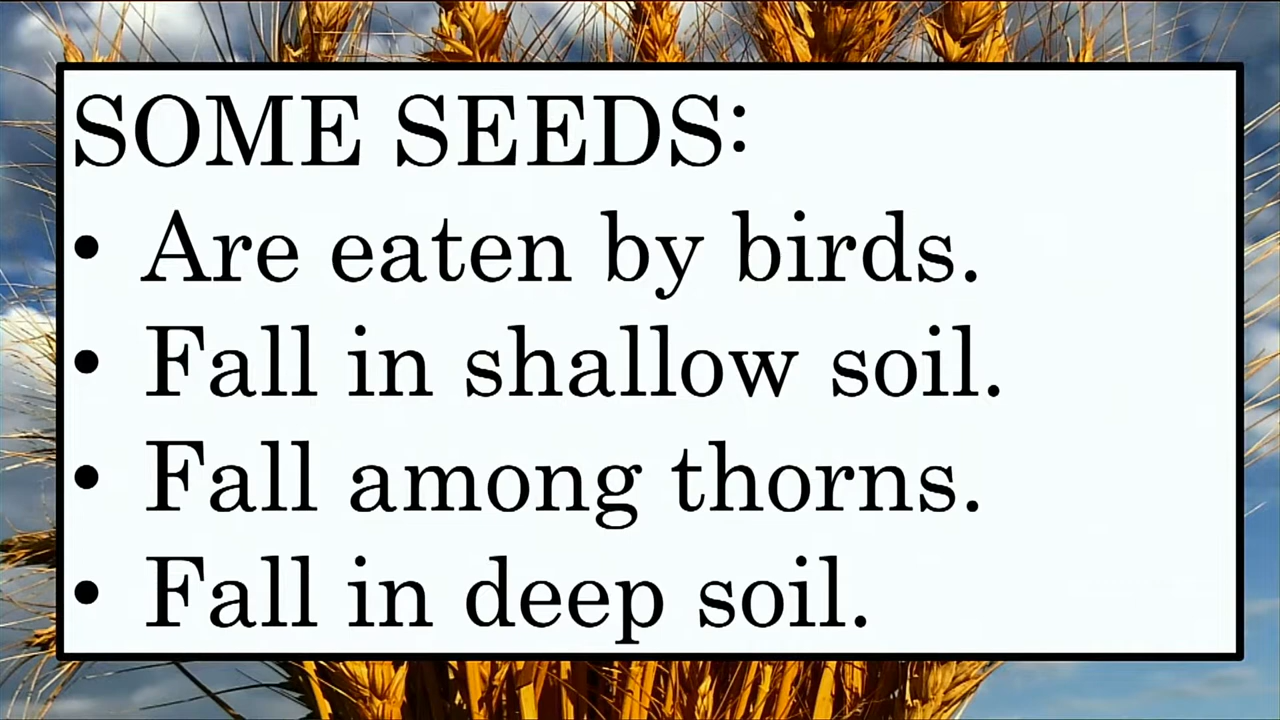 SOME SEEDS:
• Are eaten by birds.
• Fall in shallow soil.
• Fall among thorns.
• Fall in deep soil.